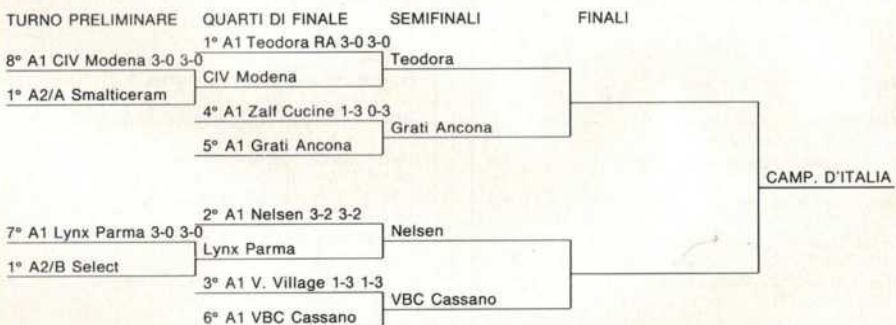 TURNO PRELIMINARE QUARTI DI FINALE SEMIFINALI FINALI
1° A1 Teodora RA 3-0 3-0
8° A1 CIV Modena 3-0 3-0
Teodora
CIV Modena
1° A2/A Smalticeram
4° A1 Zalf Cucine 1-3 0-3
Grati Ancona
5° A1 Grati Ancona
CAMP. D'ITALIA
2° A1 Nelsen 3-2 3-2
7° A1 Lynx Parma 3-0 3-0
Nelsen
Lynx Parma
1° A2/B Select
3° A1 V. Village 1-3 1-3
VBC Cassano
6° A1 VBC Cassano